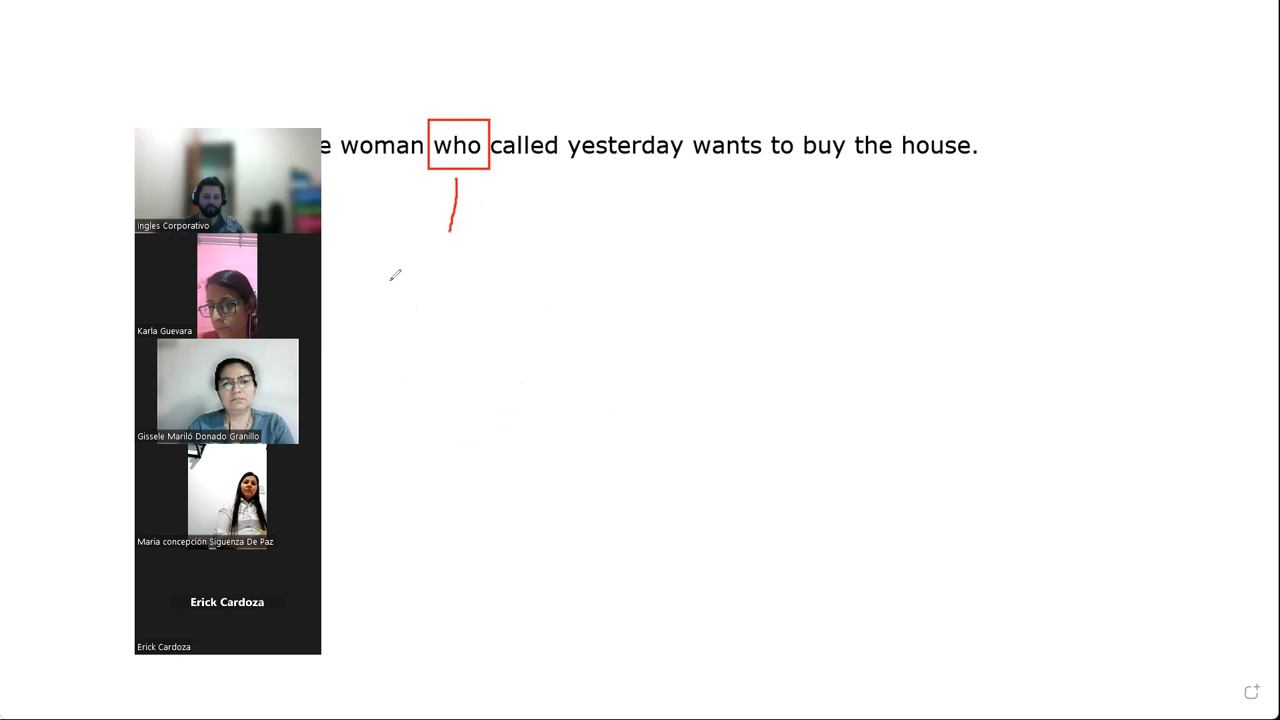 e woman who called yesterday wants to buy the house.
Ingles Corporativo
Karla Guevara
Gissele Mariló Donado Granillo
Maria concepción Siguenza De Paz
Erick Cardoza
Erick Cardoza